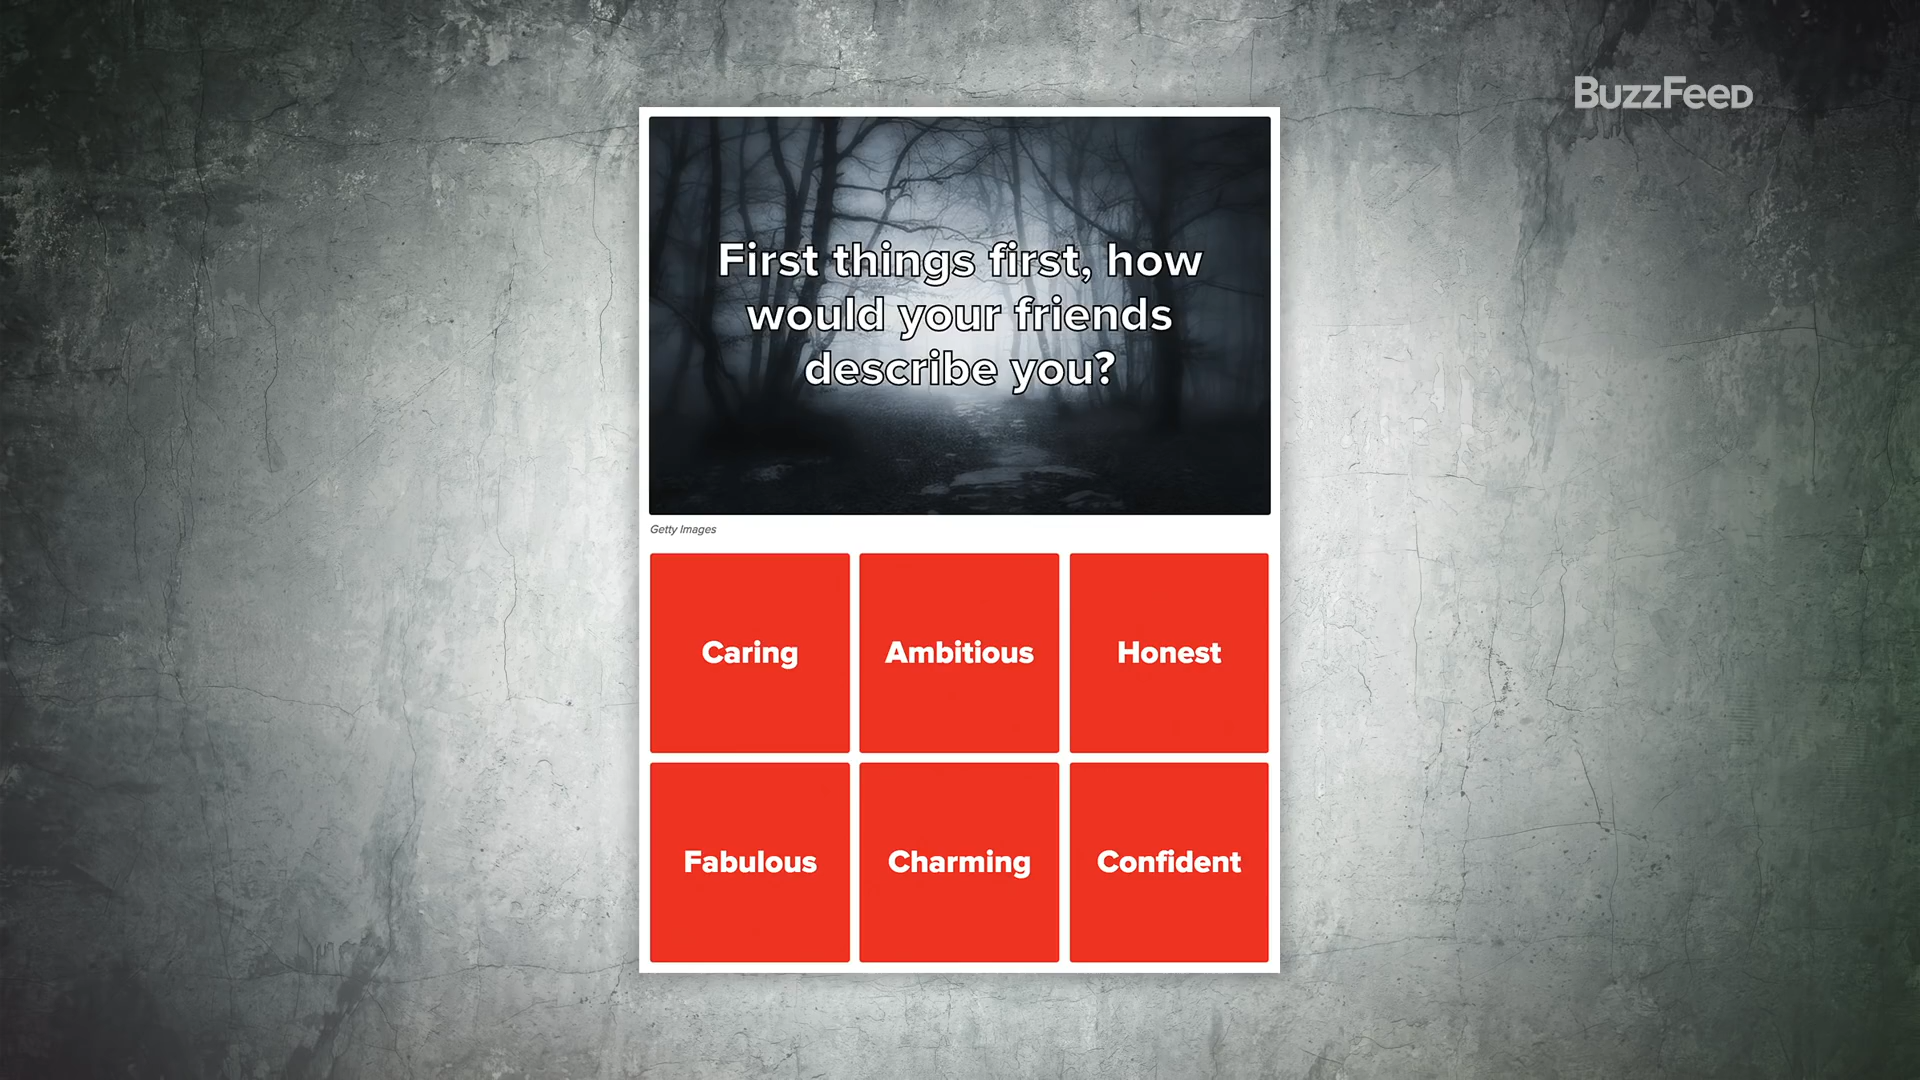 BuzzFeed
First things first, how
would your friends
describe you?
Getty Images
Caring
Ambitious
Honest
Fabulous
Charming
Confident